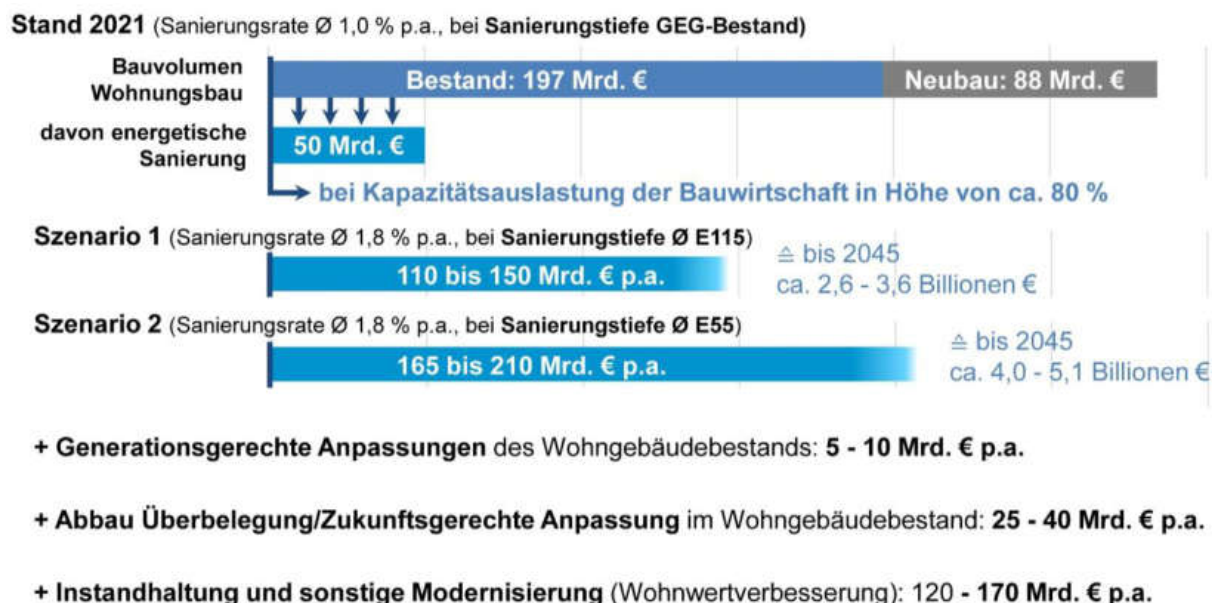 Stand 2021 (Sanierungsrate Ø 1,0 % p.a., bei Sanierungstiefe GEG-Bestand)
Bauvolumen
Wohnungsbau
Bestand: 197 Mrd. €
Neubau: 88 Mrd. €
davon energetische
Sanierung
50 Mrd. €
bei Kapazitätsauslastung der Bauwirtschaft in Höhe von ca. 80 %
Szenario 1 (Sanierungsrate Ø 1,8 % p.a., bei Sanierungstiefe Ø E115)
110 bis 150 Mrd. € p.a.
≙ bis 2045
ca. 2,6 - 3,6 Billionen €
Szenario 2 (Sanierungsrate Ø 1,8 % p.a., bei Sanierungstiefe Ø E55)
165 bis 210 Mrd. € p.a.
≙ bis 2045
ca. 4,0 - 5,1 Billionen €
+ Generationsgerechte Anpassungen des Wohngebäudebestands: 5 - 10 Mrd. € p.a.
+ Abbau Überbelegung/Zukunftsgerechte Anpassung im Wohngebäudebestand: 25 - 40 Mrd. € p.a.
+ Instandhaltung und sonstige Modernisierung (Wohnwertverbesserung): 120 - 170 Mrd. € p.a.